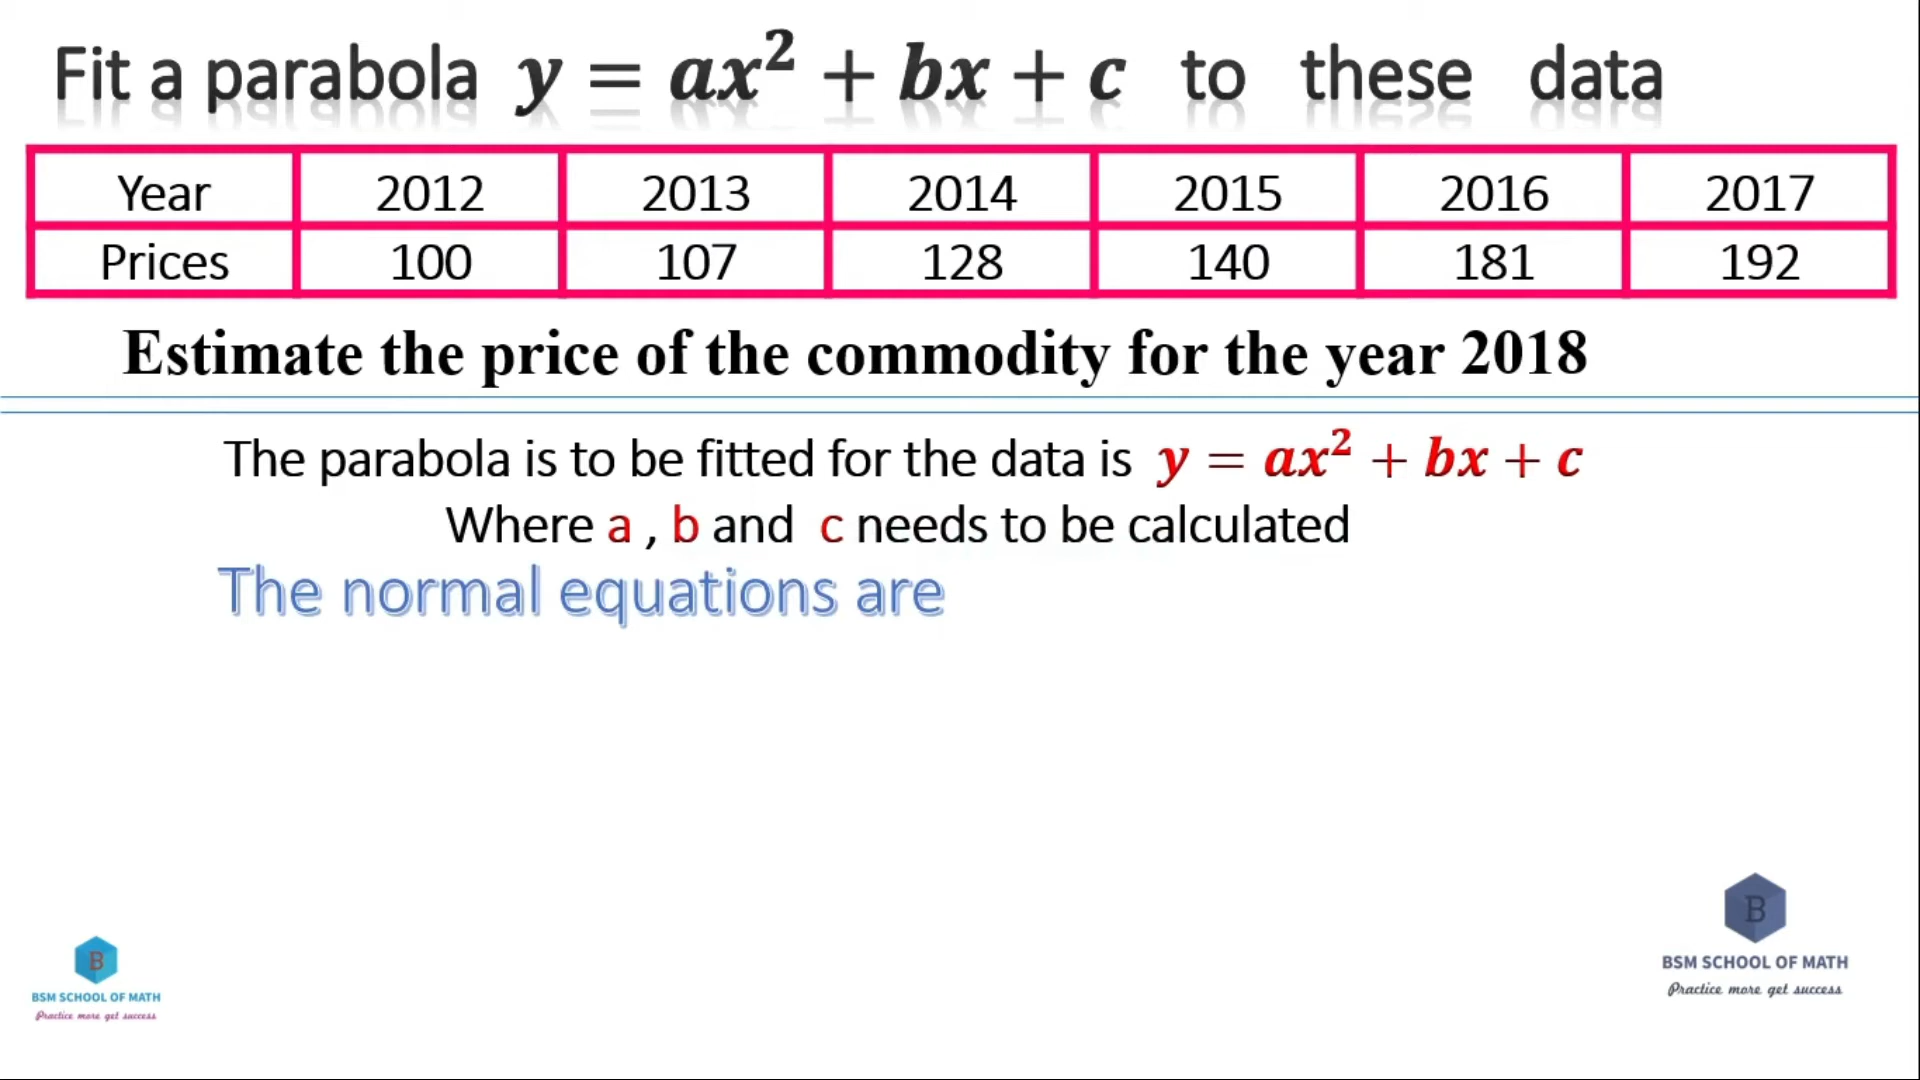 Fit a parabola y = ax² + bx + c to these data
Year 2012 2013 2014 2015 2016 2017
Prices 100 107 128 140 181 192
Estimate the price of the commodity for the year 2018
The parabola is to be fitted for the data is y = ax² + bx + c
Where a , b and c needs to be calculated
The normal equations are
B
BSM SCHOOL OF MATH
Practice more get success
B
BSM SCHOOL OF MATH
Practice more get success